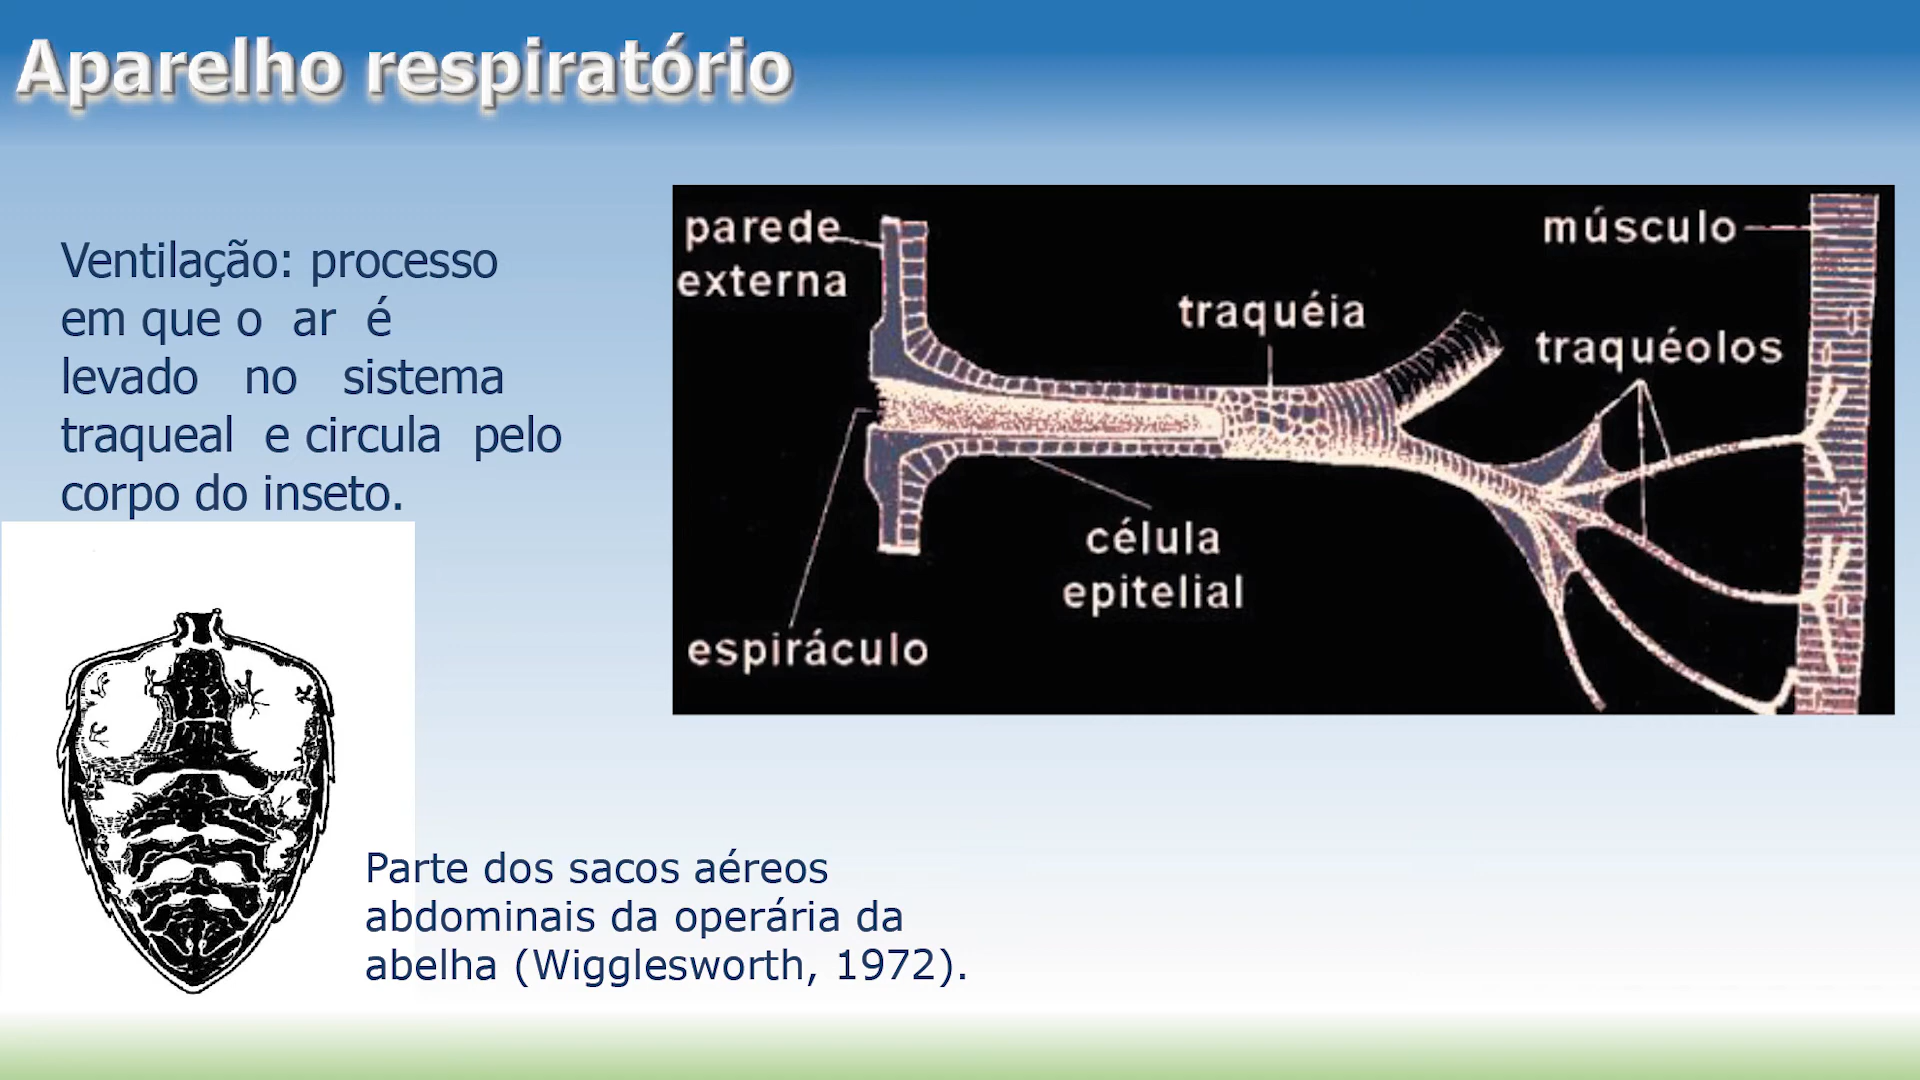 Aparelho respiratório
Ventilação: processo
em que o ar é
levado no sistema
traqueal e circula pelo
corpo do inseto.
parede
externa
traquéia
músculo
traquéolos
célula
epitelial
espiráculo
Parte dos sacos aéreos
abdominais da operária da
abelha (Wigglesworth, 1972).